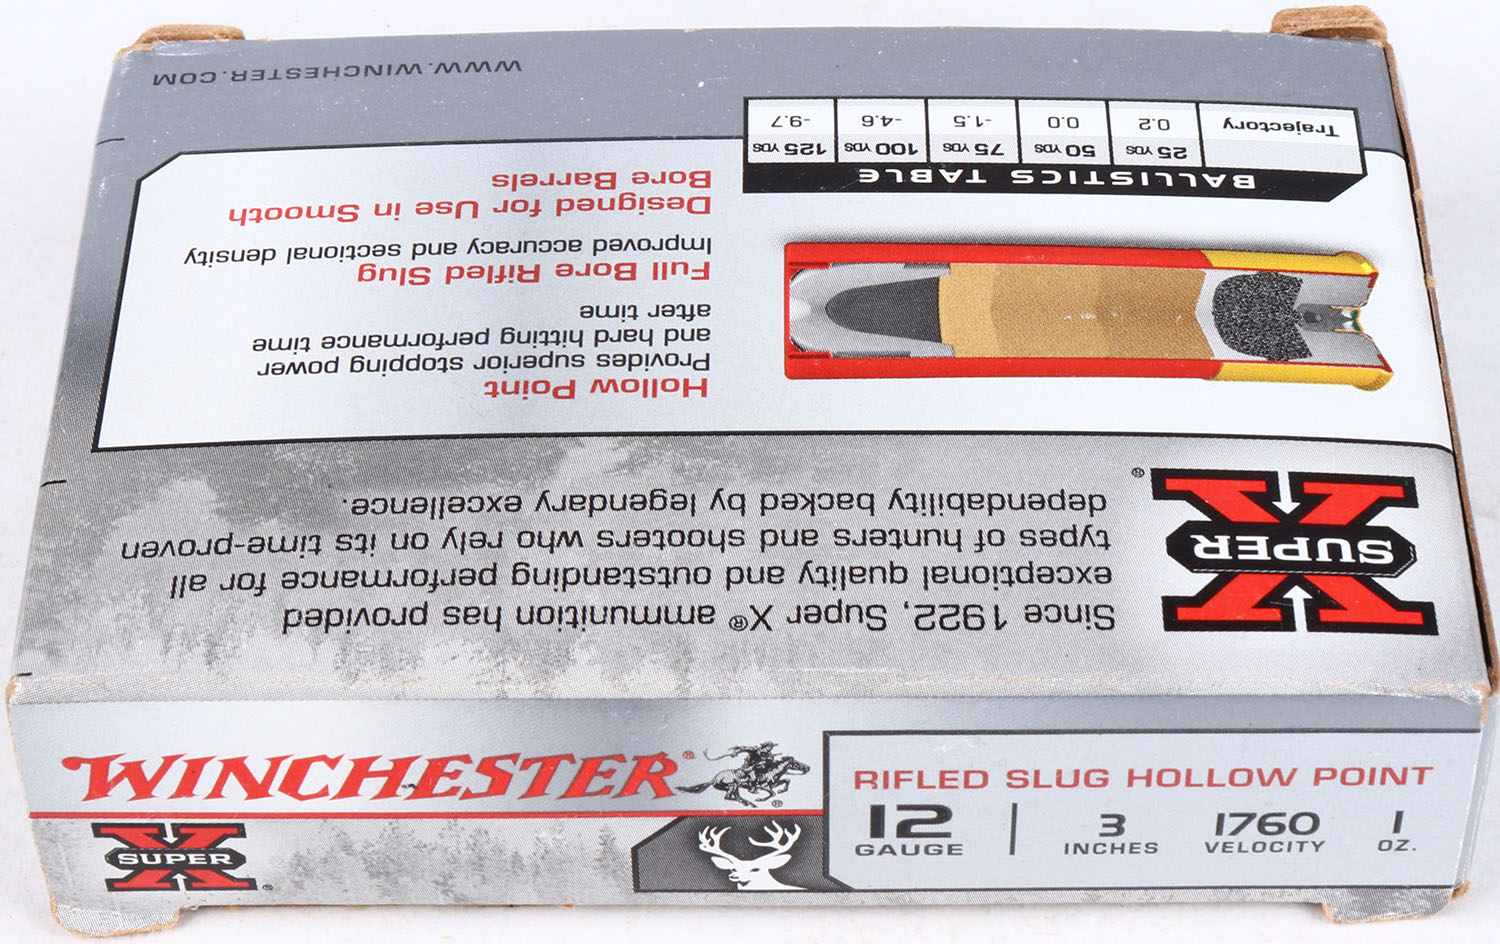 Since 1922, Super X® ammunition has provided
exceptional quality and outstanding performance for all
types of hunters and shooters who rely on its time-proven
dependability backed by legendary excellence.
SUPER X ®
Hollow Point
Provides superior stopping power
and hard hitting performance time
after time
Full Bore Rifled Slug
Improved accuracy and sectional density
Designed for Use in Smooth
Bore Barrels
BALLISTICS TABLE
25 YDS 50 YDS 75 YDS 100 YDS 125 YDS
Trajectory 0.2 0.0 -1.5 -4.6 -9.7
WWW.WINCHESTER.COM
WINCHESTER® ®
SUPER X ®
RIFLED SLUG HOLLOW POINT
12 | 3 1760 1
GAUGE INCHES VELOCITY OZ.